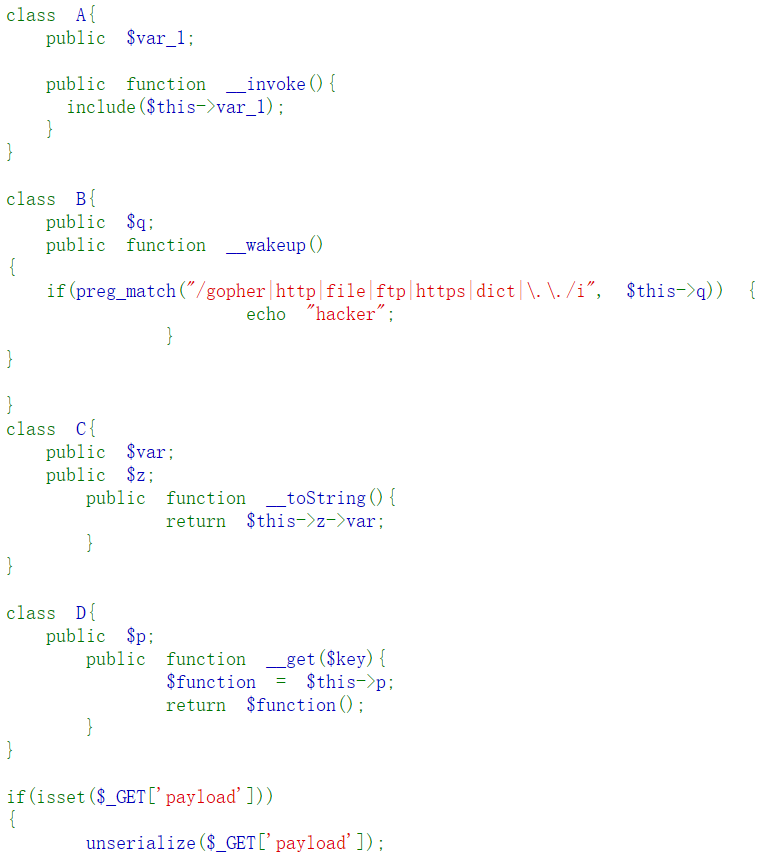 class A{
    public $var_1;

    public function __invoke(){
      include($this->var_1);
    }
}

class B{
    public $q;
    public function __wakeup()
{
    if(preg_match("/gopher|http|file|ftp|https|dict|\.\./i", $this->q)) {
                        echo "hacker";
                }
}

}
class C{
    public $var;
    public $z;
        public function __toString(){
                return $this->z->var;
        }
}

class D{
    public $p;
        public function __get($key){
                $function = $this->p;
                return $function();
        }
}

if(isset($_GET['payload']))
{
        unserialize($_GET['payload']);